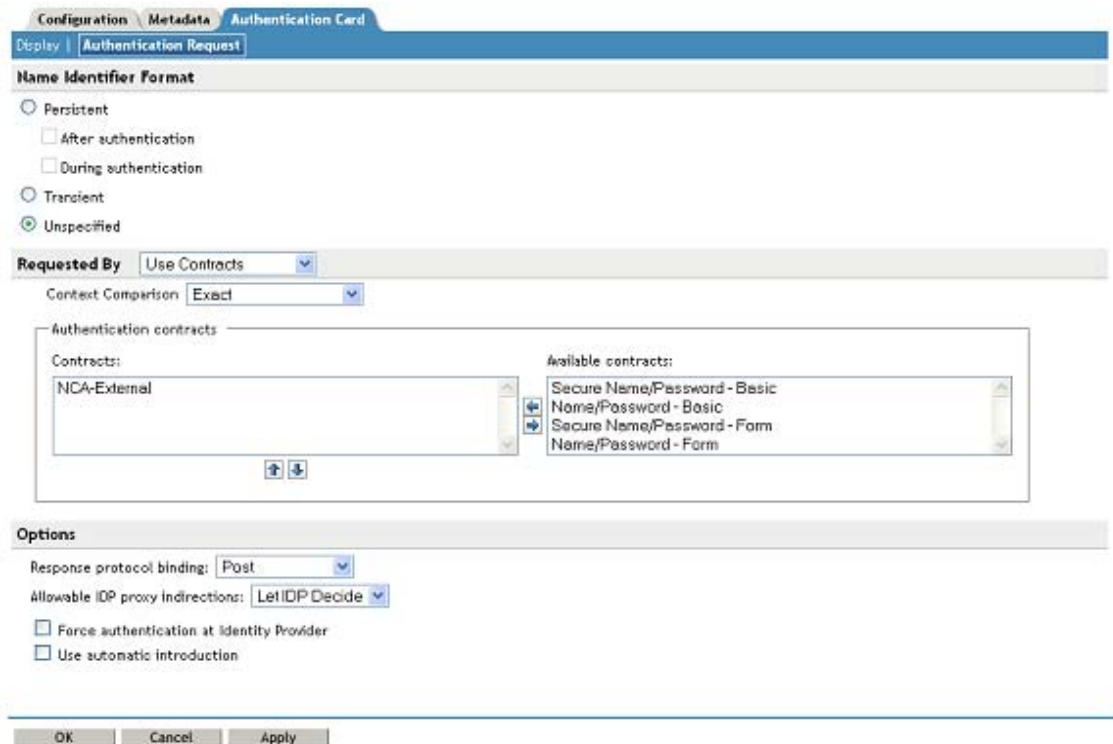 Configuration Metadata Authentication Card
Display | Authentication Request
Name Identifier Format
Persistent
After authentication
During authentication
Transient
Unspecified
Requested By Use Contracts
Context Comparison Exact
Authentication contracts
Contracts: Available contracts:
NCA-External Secure Name/Password - Basic
Name/Password - Basic
Secure Name/Password - Form
Name/Password - Form
Options
Response protocol binding: Post
Allowable IDP proxy indirections: Let IDP Decide
Force authentication at Identity Provider
Use automatic introduction
OK Cancel Apply